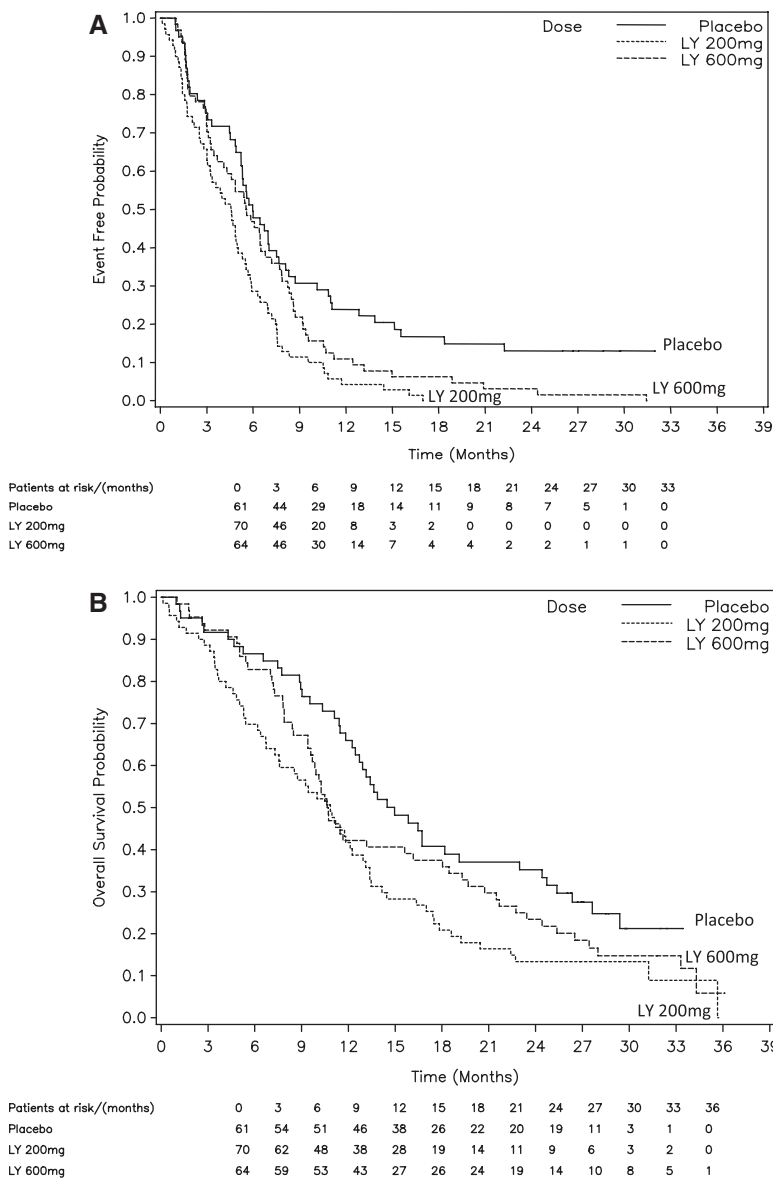 A
Dose Placebo
LY 200mg
LY 600mg
1.0
0.9
0.8
0.7
0.6
0.5
0.4
0.3
0.2
0.1
0.0
Event Free Probability
Placebo
LY 200mg
LY 600mg
0 3 6 9 12 15 18 21 24 27 30 33 36 39
Time (Months)
Patients at risk/(months) 0 3 6 9 12 15 18 21 24 27 30 33
Placebo 61 44 29 18 14 11 9 8 7 5 1 0
LY 200mg 70 46 20 8 3 2 0 0 0 0 0 0
LY 600mg 64 46 30 14 7 4 4 2 2 1 1 0
B
Dose Placebo
LY 200mg
LY 600mg
1.0
0.9
0.8
0.7
0.6
0.5
0.4
0.3
0.2
0.1
0.0
Overall Survival Probability
Placebo
LY 600mg
LY 200mg
0 3 6 9 12 15 18 21 24 27 30 33 36 39
Time (Months)
Patients at risk/(months) 0 3 6 9 12 15 18 21 24 27 30 33 36
Placebo 61 54 51 46 38 26 22 20 19 11 3 1 0
LY 200mg 70 62 48 38 28 19 14 11 9 6 3 2 0
LY 600mg 64 59 53 43 27 26 24 19 14 10 8 5 1